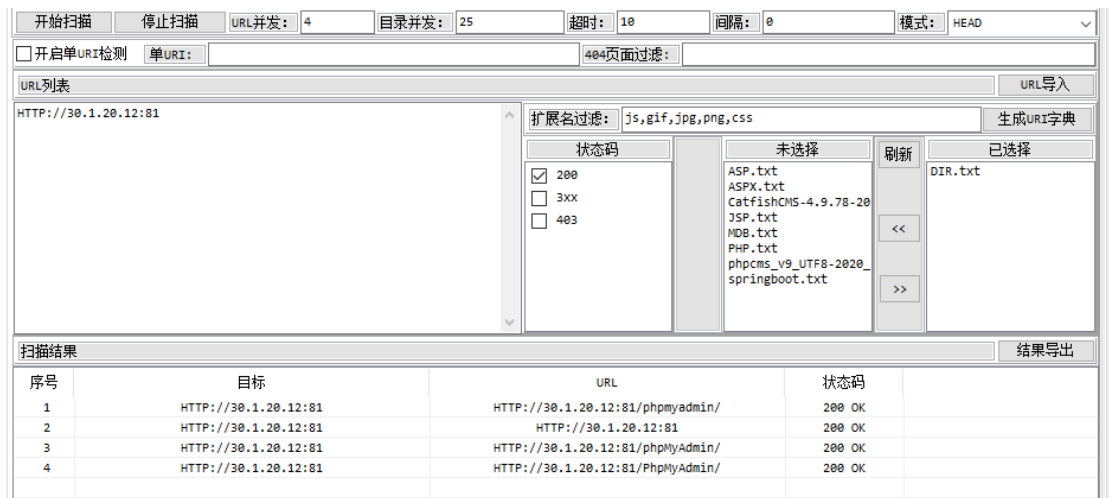 开始扫描 停止扫描 URL并发： 4 目录并发： 25 超时： 10 间隔： 0 模式： HEAD
开启单URI检测 单URI： 404页面过滤：
URL列表 URL导入
HTTP://30.1.20.12:81
扩展名过滤： js,gif,jpg,png,css 生成URI字典
状态码 未选择 刷新 已选择
200
3xx
403
ASP.txt
ASPX.txt
CatfishCMS-4.9.78-20
JSP.txt
MDB.txt
PHP.txt
phpcms_v9_UTF8-2020_
springboot.txt
<<
>>
DIR.txt
扫描结果 结果导出
序号 目标 URL 状态码
1 HTTP://30.1.20.12:81 HTTP://30.1.20.12:81/phpmyadmin/ 200 OK
2 HTTP://30.1.20.12:81 HTTP://30.1.20.12:81 200 OK
3 HTTP://30.1.20.12:81 HTTP://30.1.20.12:81/phpMyAdmin/ 200 OK
4 HTTP://30.1.20.12:81 HTTP://30.1.20.12:81/PhpMyAdmin/ 200 OK